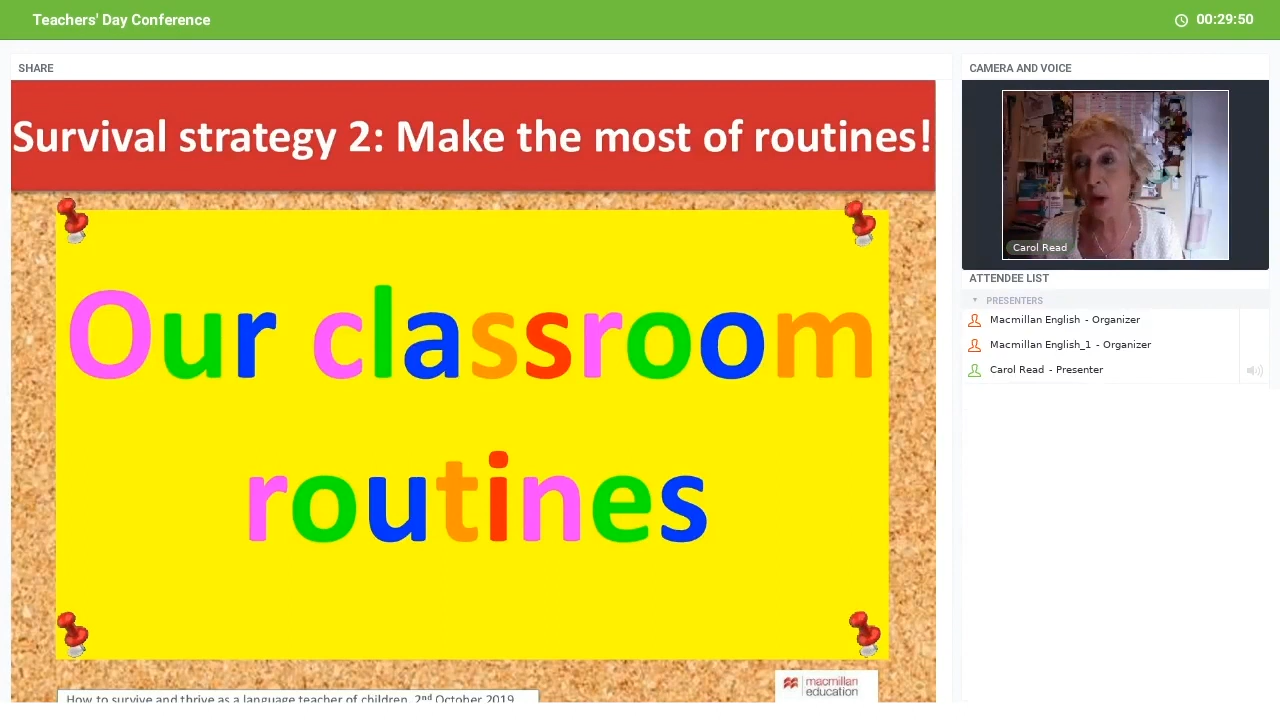 Teachers' Day Conference
00:29:50
SHARE
Survival strategy 2: Make the most of routines!
Our classroom
routines
How to survive and thrive as a language teacher of children, 2nd October 2019
macmillan
education
CAMERA AND VOICE
Carol Read
ATTENDEE LIST
PRESENTERS
Macmillan English - Organizer
Macmillan English_1 - Organizer
Carol Read - Presenter